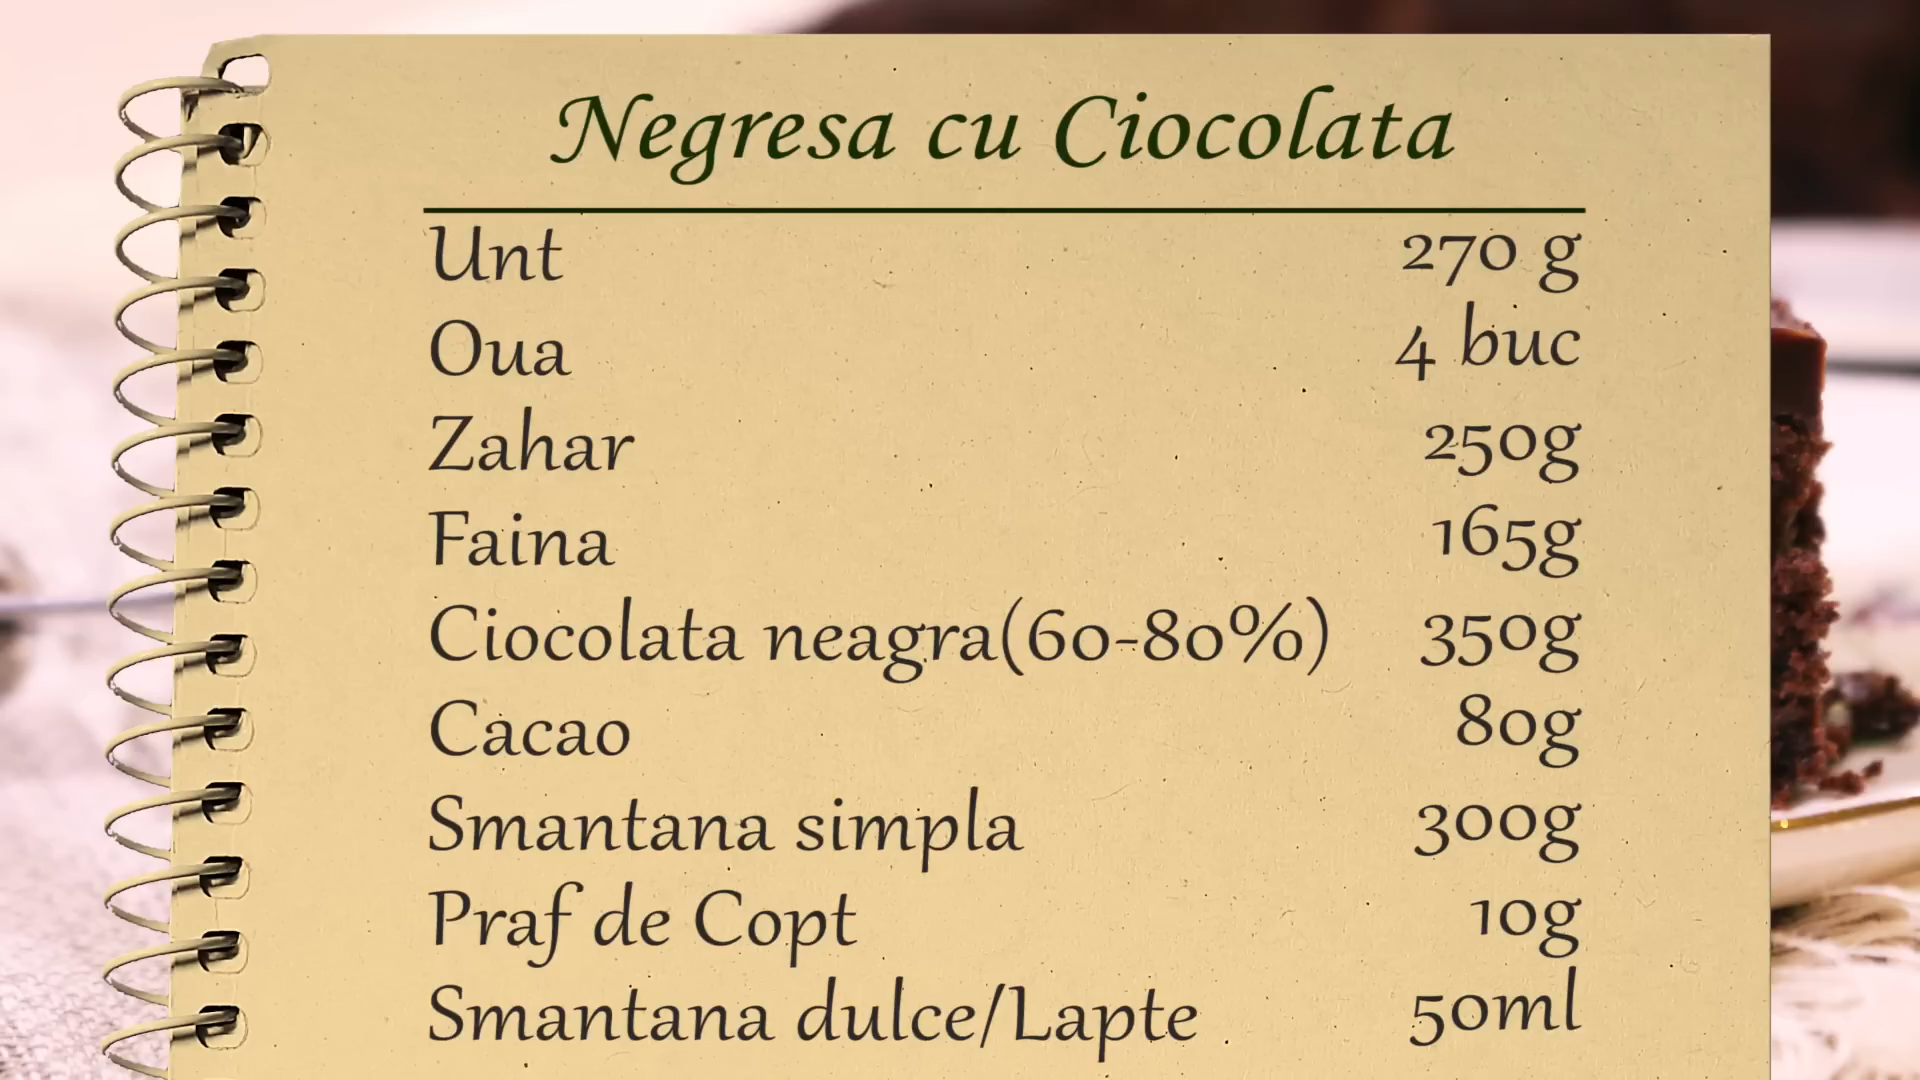 Negresa cu Ciocolata
Unt 270 g
Oua 4 buc
Zahar 250g
Faina 165g
Ciocolata neagra(60-80%) 350g
Cacao 80g
Smantana simpla 300g
Praf de Copt 10g
Smantana dulce/Lapte 50ml